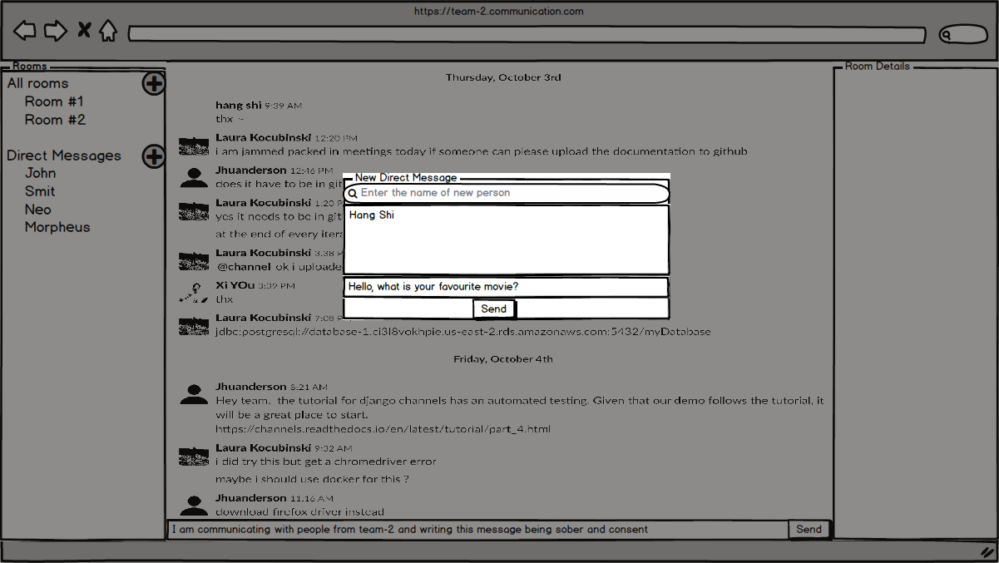 https://team-2.communication.com
Rooms
All rooms
Room #1
Room #2
Direct Messages
John
Smit
Neo
Morpheus
Thursday, October 3rd
hang shi 9:39 AM
thx ~
Laura Kocubinski 12:20 PM
i am jammed packed in meetings today if someone can please upload the documentation to github
Jhuanderson 12:46 PM
does it have to be in git
Laura Kocubinski 1:20 P
yes it needs to be in git
at the end of every itera
Laura Kocubinski 3:38 P
@channel ok i uploade
Xi YOu 3:39 PM
thx
Laura Kocubinski 7:08
jdbc:postgresql://database-1.ci3l8vokhpie.us-east-2.rds.amazonaws.com:5432/myDatabase
Friday, October 4th
Jhuanderson 8:21 AM
Hey team. the tutorial for django channels has an automated testing. Given that our demo follows the tutorial, it
will be a great place to start.
https://channels.readthedocs.io/en/latest/tutorial/part_4.html
Laura Kocubinski 9:32 AM
i did try this but get a chromedriver error
maybe i should use docker for this ?
Jhuanderson 11:16 AM
download firefox driver instead
I am communicating with people from team-2 and writing this message being sober and consent
Send
New Direct Message
Enter the name of new person
Hang Shi
Hello, what is your favourite movie?
Send
Room Details